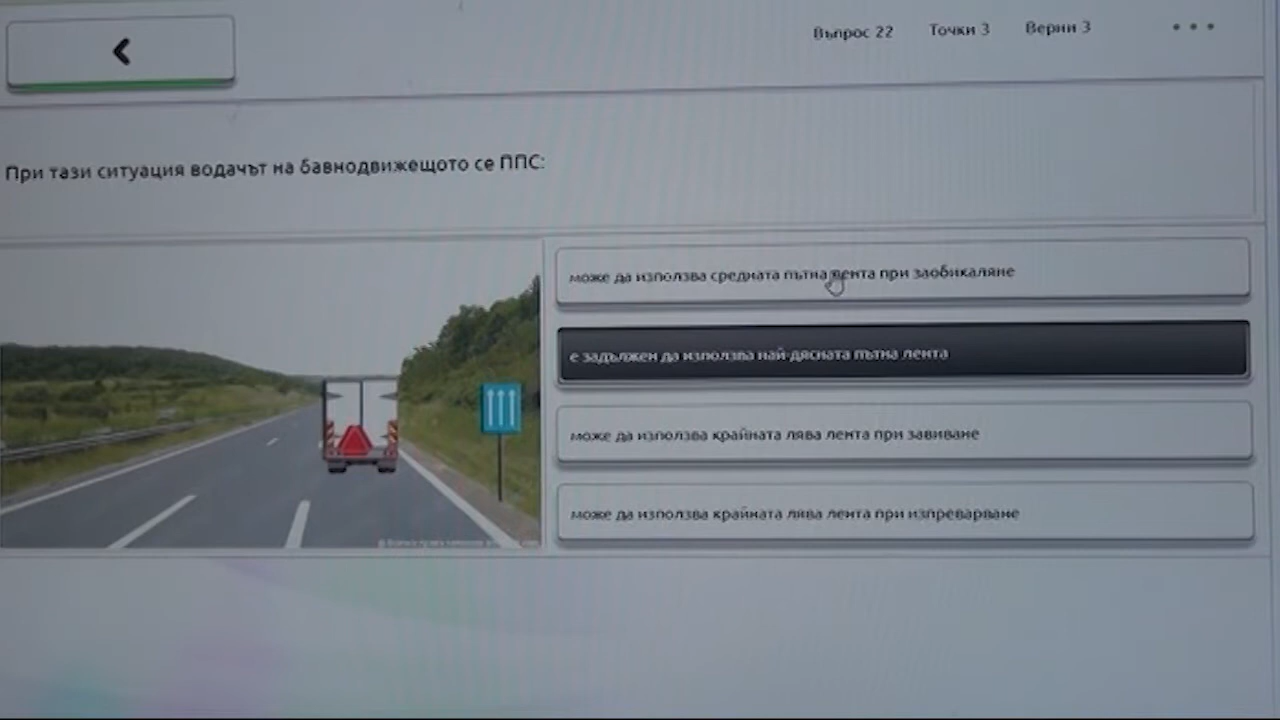 Въпрос 22
Точки 3
Верни 3
При тази ситуация водачът на бавнодвижещото се ППС:
може да използва средната пътна лента при заобикаляне
е задължен да използва най-дясната пътна лента
може да използва крайната лява лента при завиване
може да използва крайната лява лента при изпреварване